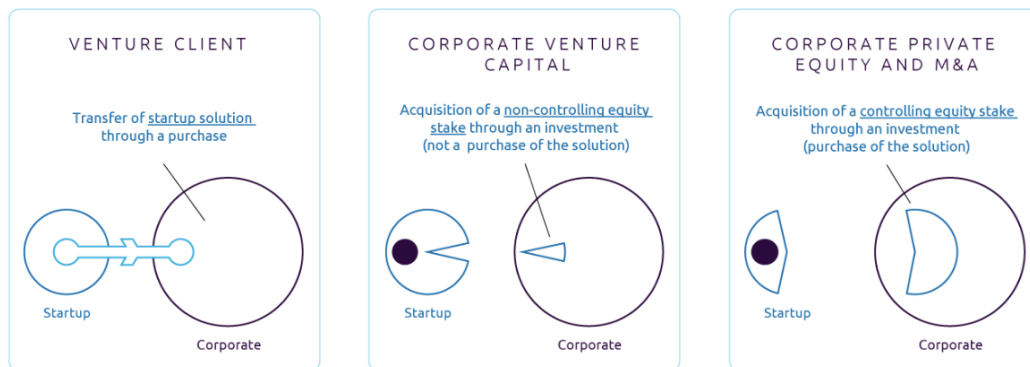 VENTURE CLIENT
Transfer of startup solution
through a purchase
Startup
Corporate
CORPORATE VENTURE
CAPITAL
Acquisition of a non-controlling equity
stake through an investment
(not a purchase of the solution)
Startup
Corporate
CORPORATE PRIVATE
EQUITY AND M&A
Acquisition of a controlling equity stake
through an investment
(purchase of the solution)
Startup
Corporate